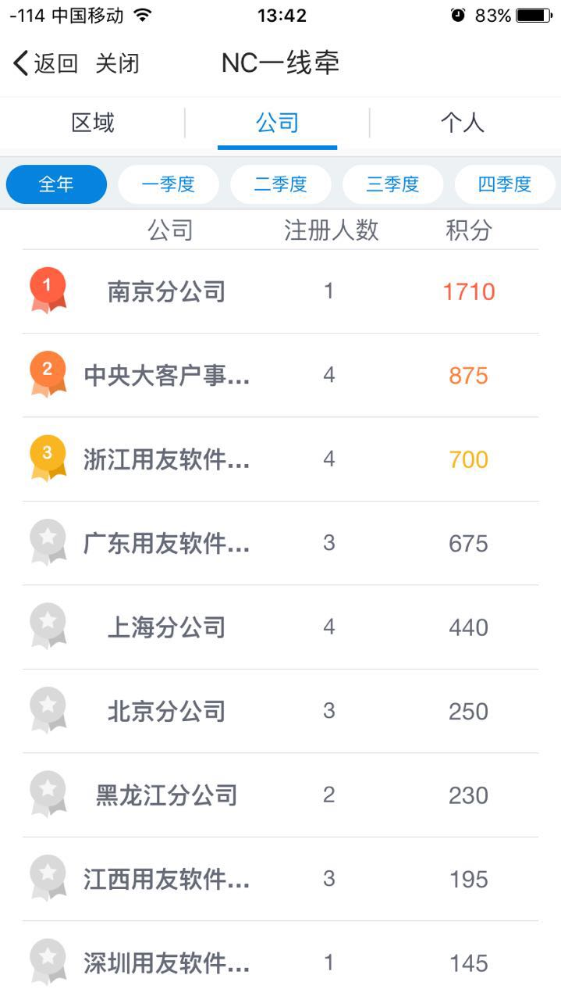 -114 中国移动 13:42 83%
返回 关闭 NC一线牵
区域 公司 个人
全年 一季度 二季度 三季度 四季度
公司 注册人数 积分
1 南京分公司 1 1710
2 中央大客户事... 4 875
3 浙江用友软件... 4 700
广东用友软件... 3 675
上海分公司 4 440
北京分公司 3 250
黑龙江分公司 2 230
江西用友软件... 3 195
深圳用友软件... 1 145